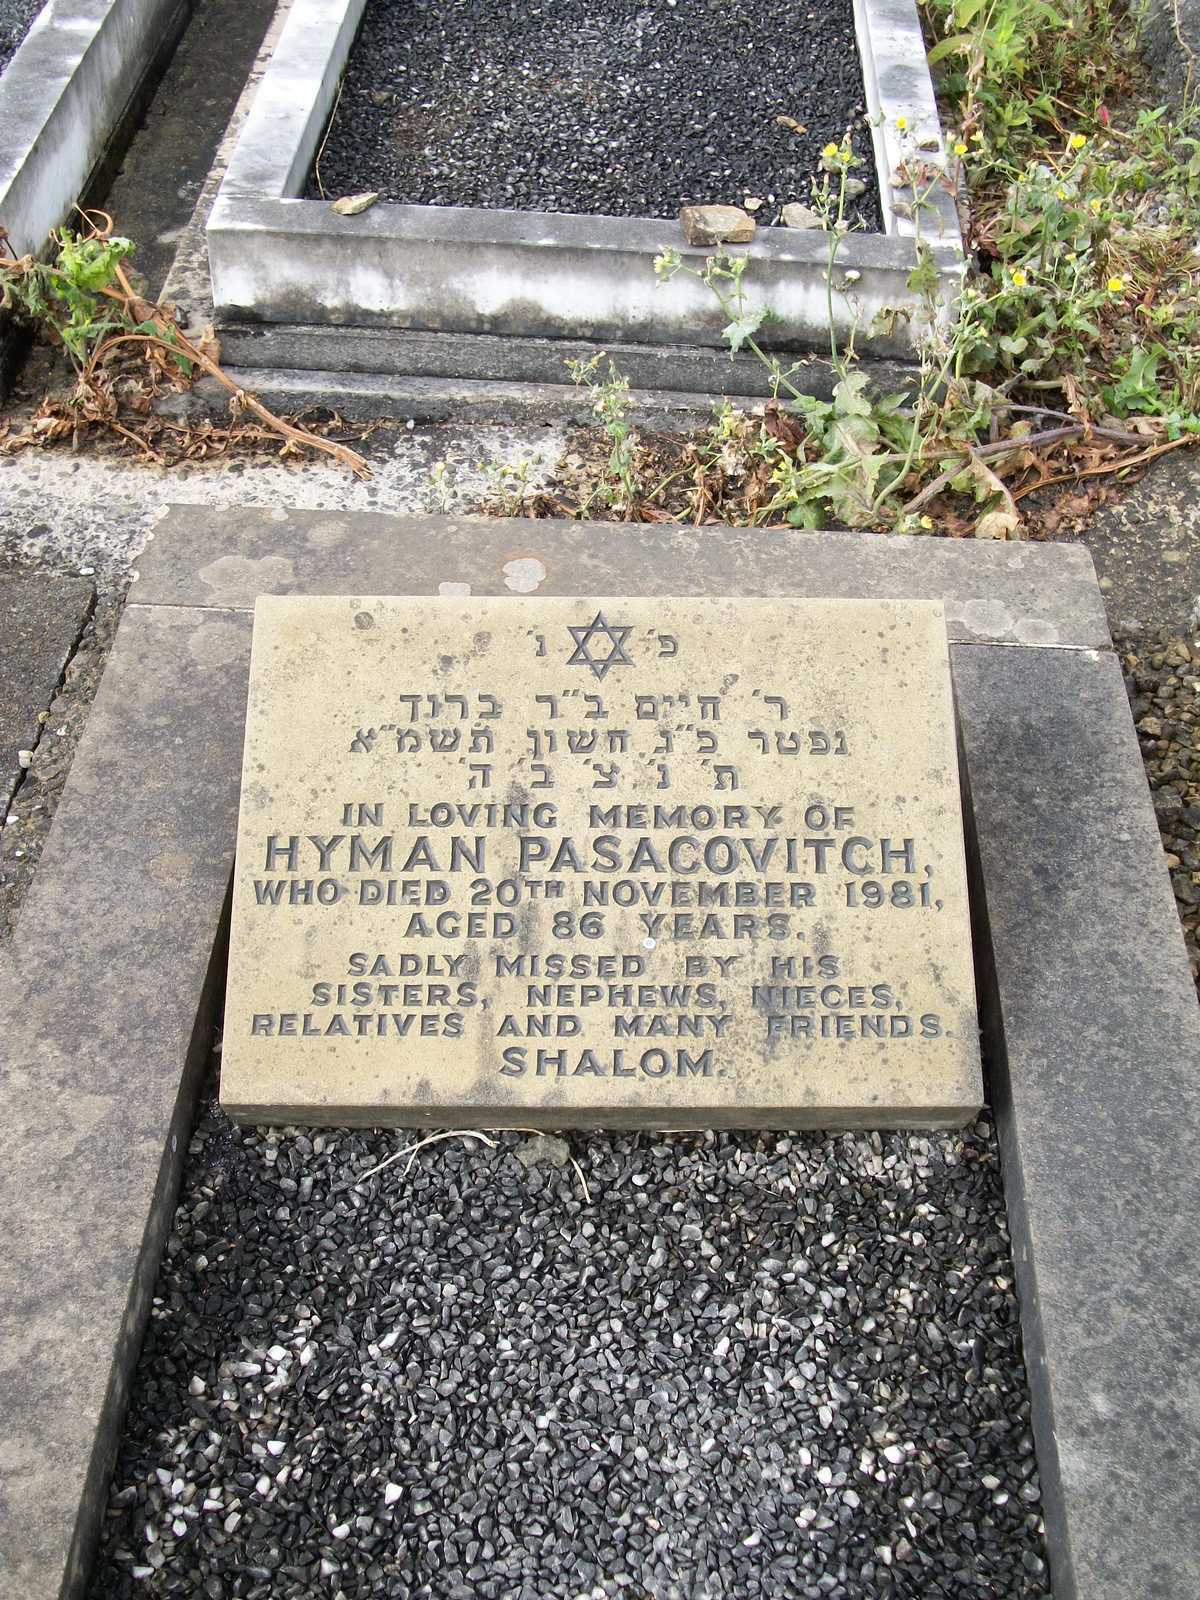 פ׳ נ׳
ר׳ חיים ב״ר ברוך
נפטר כ״ג חשון תשמ״א
ת׳ נ׳ צ׳ ב׳ ה׳
IN LOVING MEMORY OF
HYMAN PASACOVITCH,
WHO DIED 20TH NOVEMBER 1981,
AGED 86 YEARS.
SADLY MISSED BY HIS
SISTERS, NEPHEWS, NIECES,
RELATIVES AND MANY FRIENDS.
SHALOM.